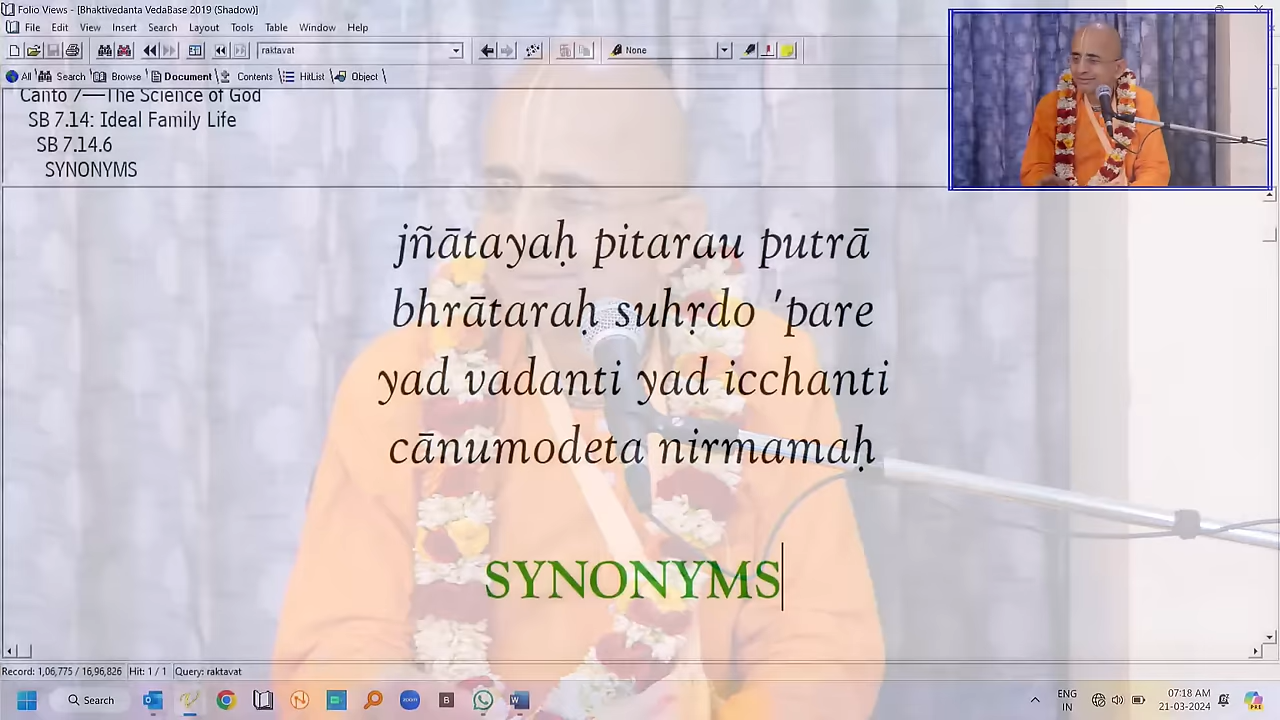 Folio Views - [Bhaktivedanta VedaBase 2019 (Shadow)]
File Edit View Insert Search Layout Tools Table Window Help
raktavat
None
All Search Browse Document Contents HitList Object
Canto 7—The Science of God
SB 7.14: Ideal Family Life
SB 7.14.6
SYNONYMS
jñātayaḥ pitarau putrā
bhrātaraḥ suhṛdo 'pare
yad vadanti yad icchanti
cānumodeta nirmamaḥ
SYNONYMS
Record: 1,06,775 / 16,96,826 Hit: 1 / 1 Query: raktavat
Search
zoom
B
W
ENG
IN
07:18 AM
21-03-2024
PRE